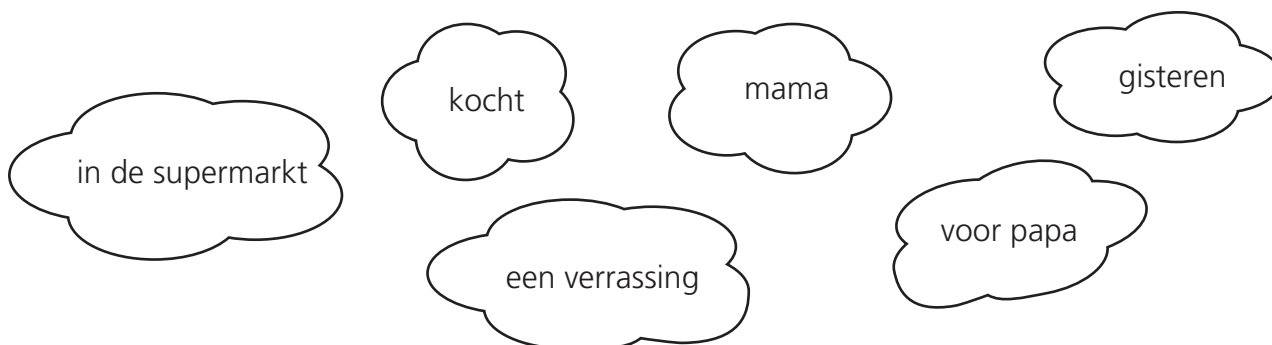 kocht
mama
gisteren
in de supermarkt
voor papa
een verrassing